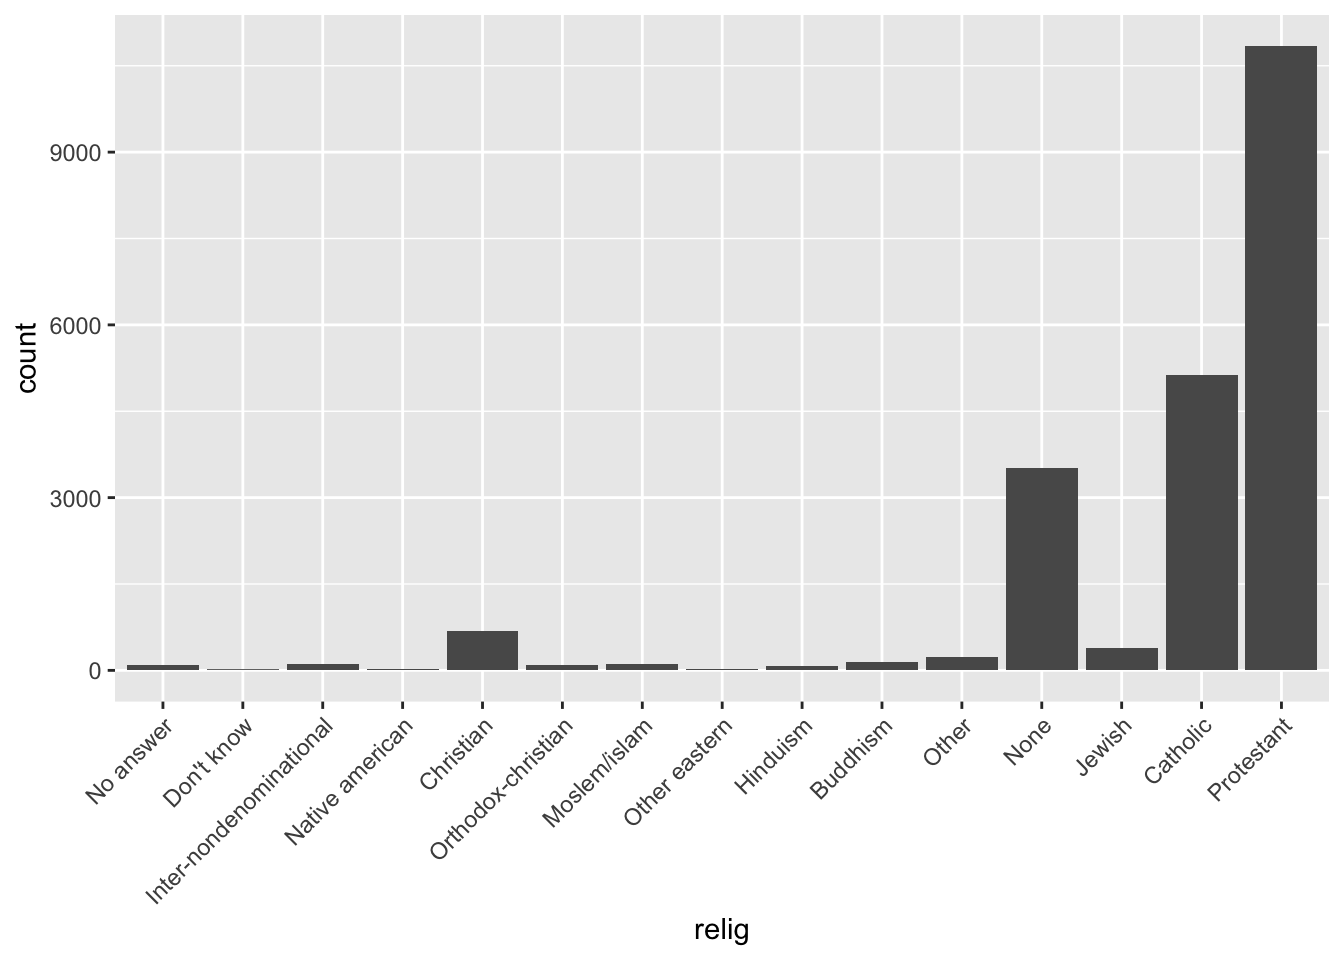 9000
6000
3000
0
count
No answer
Don't know
Inter-nondenominational
Native american
Christian
Orthodox-christian
Moslem/islam
Other eastern
Hinduism
Buddhism
Other
None
Jewish
Catholic
Protestant
relig